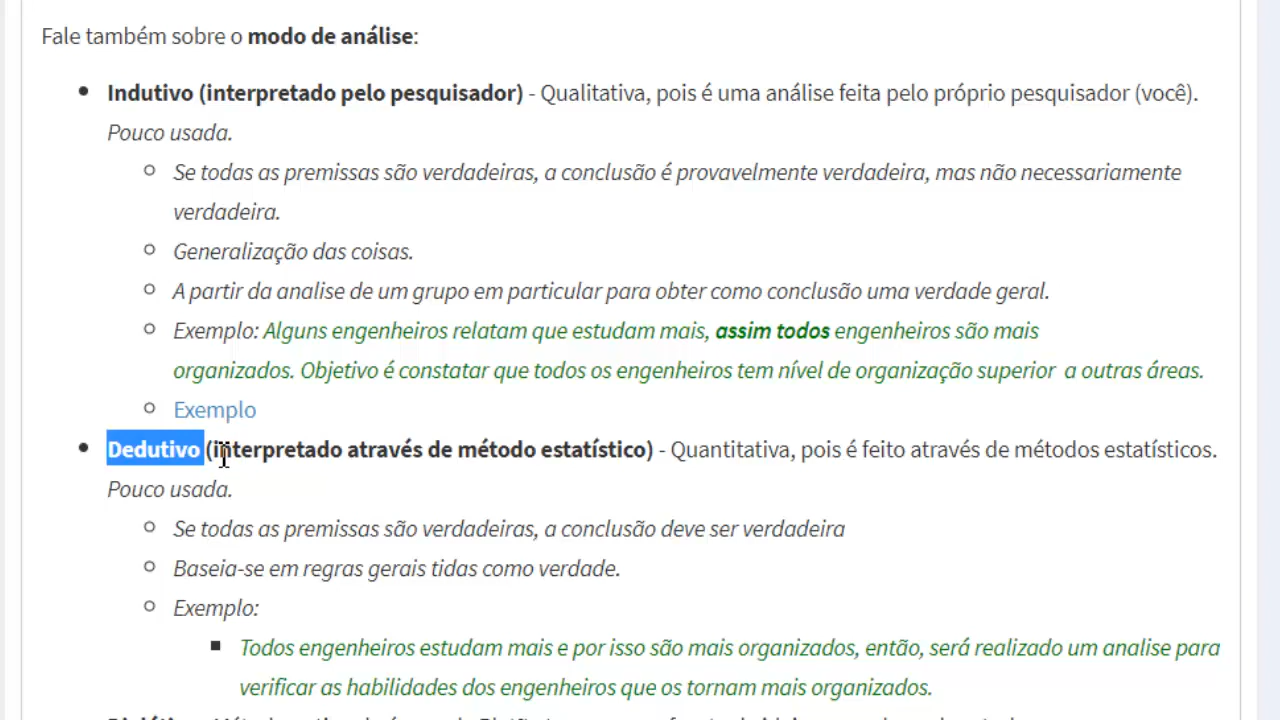 Fale também sobre o modo de análise:
Indutivo (interpretado pelo pesquisador) - Qualitativa, pois é uma análise feita pelo próprio pesquisador (você).
Pouco usada.
Se todas as premissas são verdadeiras, a conclusão é provavelmente verdadeira, mas não necessariamente
verdadeira.
Generalização das coisas.
A partir da analise de um grupo em particular para obter como conclusão uma verdade geral.
Exemplo: Alguns engenheiros relatam que estudam mais, assim todos engenheiros são mais
organizados. Objetivo é constatar que todos os engenheiros tem nível de organização superior a outras áreas.
Exemplo
Dedutivo (interpretado através de método estatístico) - Quantitativa, pois é feito através de métodos estatísticos.
Pouco usada.
Se todas as premissas são verdadeiras, a conclusão deve ser verdadeira
Baseia-se em regras gerais tidas como verdade.
Exemplo:
Todos engenheiros estudam mais e por isso são mais organizados, então, será realizado um analise para
verificar as habilidades dos engenheiros que os tornam mais organizados.